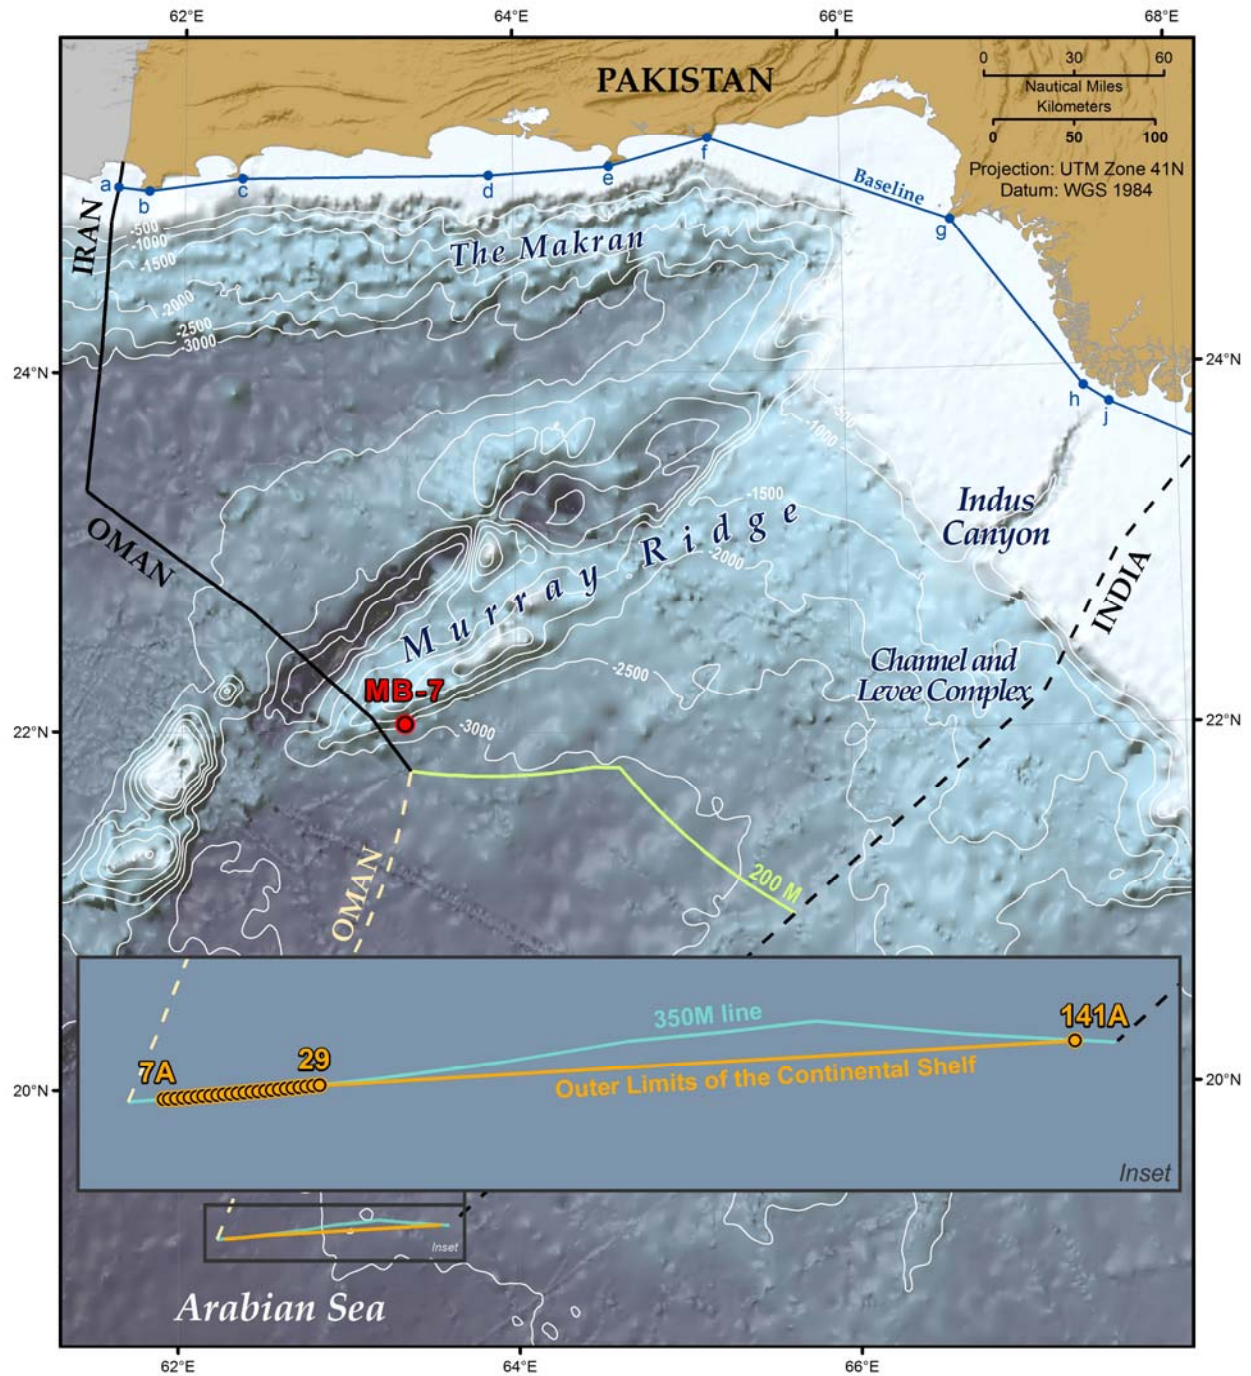 62°E
64°E
66°E
68°E
PAKISTAN
0
30
60
Nautical Miles
Kilometers
0
50
100
Projection: UTM Zone 41N
Datum: WGS 1984
a
b
c
d
e
f
Baseline
g
h
j
IRAN
-500
-1000
-1500
-2000
-2500
-3000
The Makran
24°N
24°N
-500
-1000
-1500
-2000
Indus
Canyon
OMAN
Murray Ridge
INDIA
Channel and
Levee Complex
-2500
MB-7
-3000
22°N
22°N
200 M
OMAN
350M line
141A
29
7A
Outer Limits of the Continental Shelf
20°N
20°N
Inset
Inset
Arabian Sea
62°E
64°E
66°E